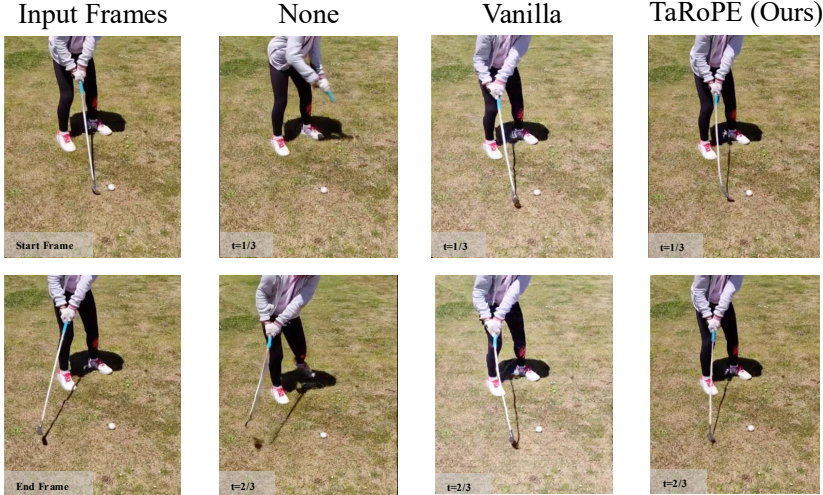 Input Frames None Vanilla TaRoPE (Ours)
Start Frame t=1/3 t=1/3 t=1/3
End Frame t=2/3 t=2/3 t=2/3